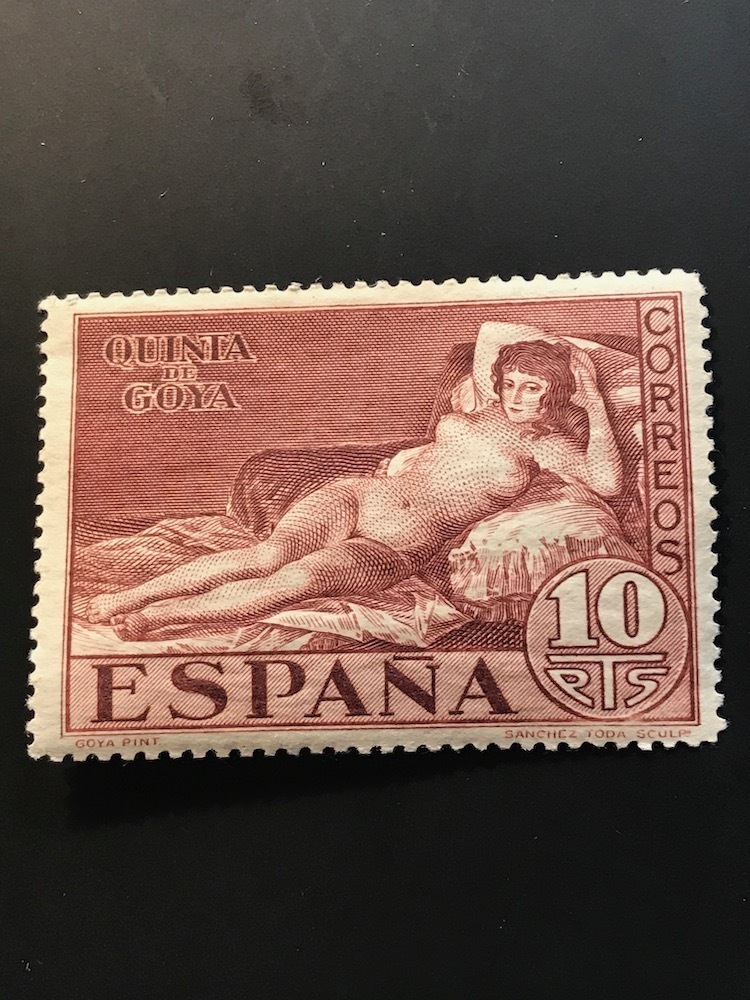 QUINTA
DE
GOYA
CORREOS
10
PTS
ESPAÑA
GOYA PINT
SANCHEZ TODA SCULP.